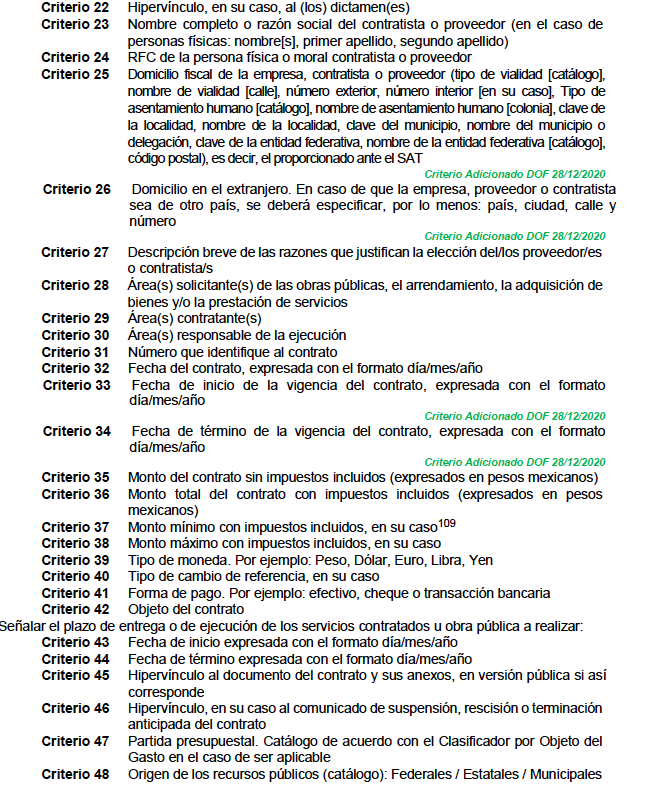 Criterio 22 Hipervínculo, en su caso, al (los) dictamen(es)
Criterio 23 Nombre completo o razón social del contratista o proveedor (en el caso de
personas físicas: nombre[s], primer apellido, segundo apellido)
Criterio 24 RFC de la persona física o moral contratista o proveedor
Criterio 25 Domicilio fiscal de la empresa, contratista o proveedor (tipo de vialidad [catálogo],
nombre de vialidad [calle], número exterior, número interior [en su caso], Tipo de
asentamiento humano [catálogo], nombre de asentamiento humano [colonia], clave de
la localidad, nombre de la localidad, clave del municipio, nombre del municipio o
delegación, clave de la entidad federativa, nombre de la entidad federativa [catálogo],
código postal), es decir, el proporcionado ante el SAT
Criterio Adicionado DOF 28/12/2020
Criterio 26 Domicilio en el extranjero. En caso de que la empresa, proveedor o contratista
sea de otro país, se deberá especificar, por lo menos: país, ciudad, calle y
número
Criterio Adicionado DOF 28/12/2020
Criterio 27 Descripción breve de las razones que justifican la elección del/los proveedor/es
o contratista/s
Criterio 28 Área(s) solicitante(s) de las obras públicas, el arrendamiento, la adquisición de
bienes y/o la prestación de servicios
Criterio 29 Área(s) contratante(s)
Criterio 30 Área(s) responsable de la ejecución
Criterio 31 Número que identifique al contrato
Criterio 32 Fecha del contrato, expresada con el formato día/mes/año
Criterio 33 Fecha de inicio de la vigencia del contrato, expresada con el formato
día/mes/año
Criterio Adicionado DOF 28/12/2020
Criterio 34 Fecha de término de la vigencia del contrato, expresada con el formato
día/mes/año
Criterio Adicionado DOF 28/12/2020
Criterio 35 Monto del contrato sin impuestos incluidos (expresados en pesos mexicanos)
Criterio 36 Monto total del contrato con impuestos incluidos (expresados en pesos
mexicanos)
Criterio 37 Monto mínimo con impuestos incluidos, en su caso109
Criterio 38 Monto máximo con impuestos incluidos, en su caso
Criterio 39 Tipo de moneda. Por ejemplo: Peso, Dólar, Euro, Libra, Yen
Criterio 40 Tipo de cambio de referencia, en su caso
Criterio 41 Forma de pago. Por ejemplo: efectivo, cheque o transacción bancaria
Criterio 42 Objeto del contrato
Señalar el plazo de entrega o de ejecución de los servicios contratados u obra pública a realizar:
Criterio 43 Fecha de inicio expresada con el formato día/mes/año
Criterio 44 Fecha de término expresada con el formato día/mes/año
Criterio 45 Hipervínculo al documento del contrato y sus anexos, en versión pública si así
corresponde
Criterio 46 Hipervínculo, en su caso al comunicado de suspensión, rescisión o terminación
anticipada del contrato
Criterio 47 Partida presupuestal. Catálogo de acuerdo con el Clasificador por Objeto del
Gasto en el caso de ser aplicable
Criterio 48 Origen de los recursos públicos (catálogo): Federales / Estatales / Municipales